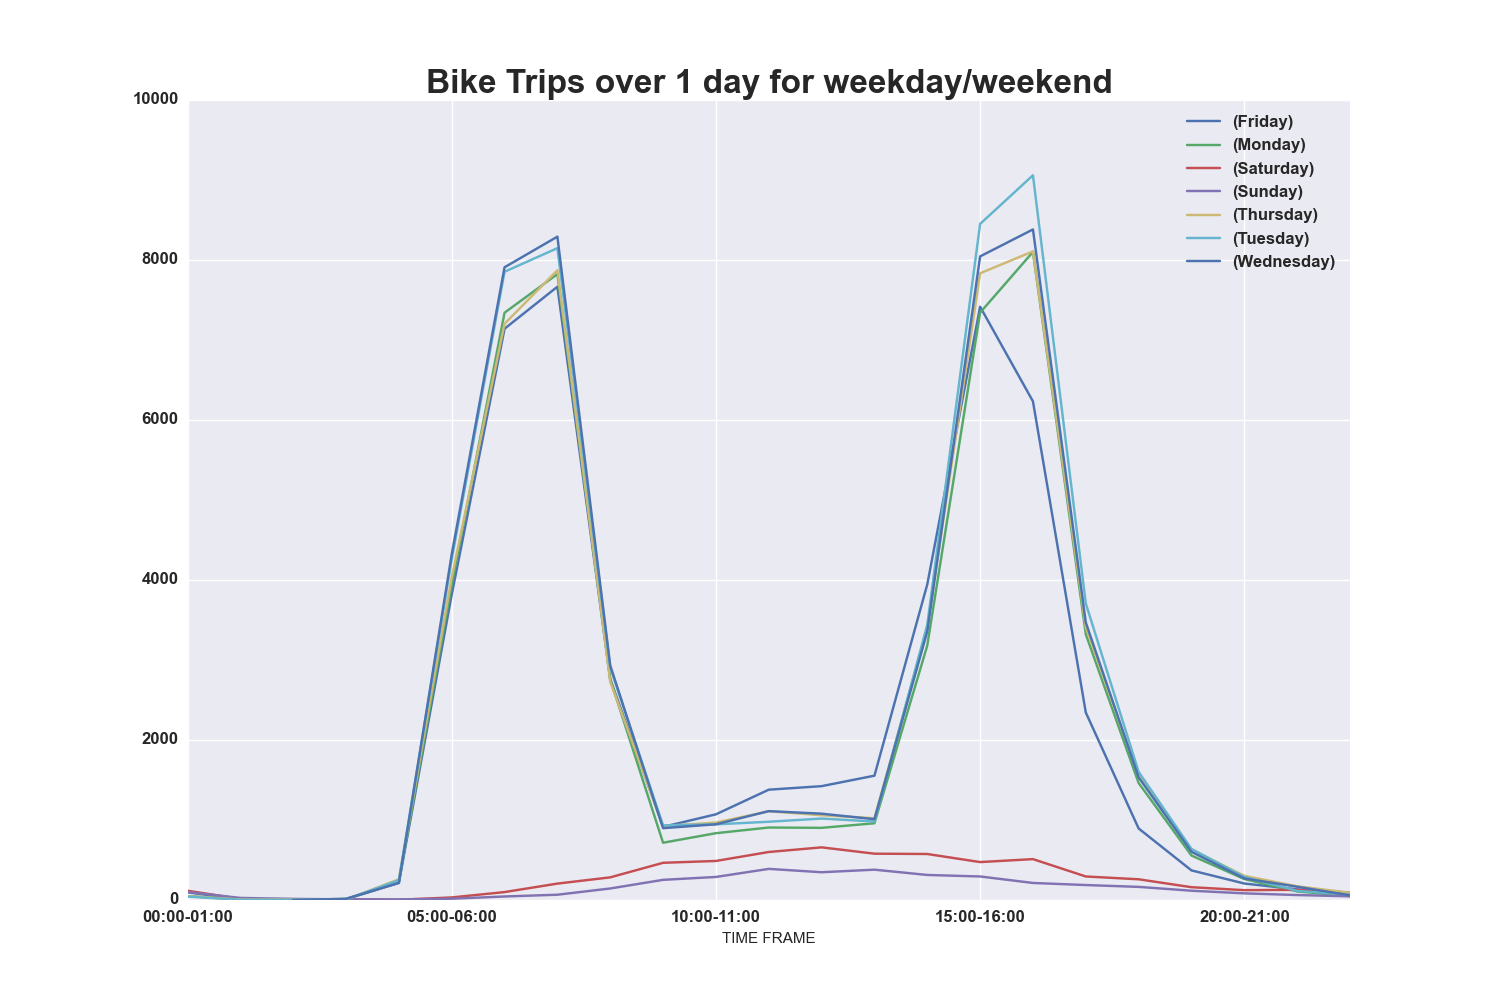 Bike Trips over 1 day for weekday/weekend
10000
8000
6000
4000
2000
0
(Friday)
(Monday)
(Saturday)
(Sunday)
(Thursday)
(Tuesday)
(Wednesday)
00:00-01:00 05:00-06:00 10:00-11:00 15:00-16:00 20:00-21:00
TIME FRAME